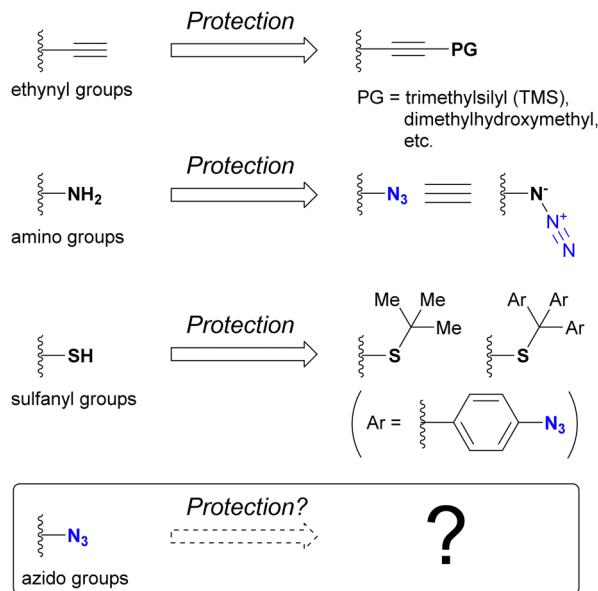 Protection
PG
ethynyl groups
PG = trimethylsilyl (TMS),
dimethylhydroxymethyl,
etc.
Protection
NH2
N3
N-
N+
N
amino groups
Protection
Me Me
Me
S
Ar Ar
Ar
S
SH
sulfanyl groups
(Ar = N3)
Protection?
N3
?
azido groups